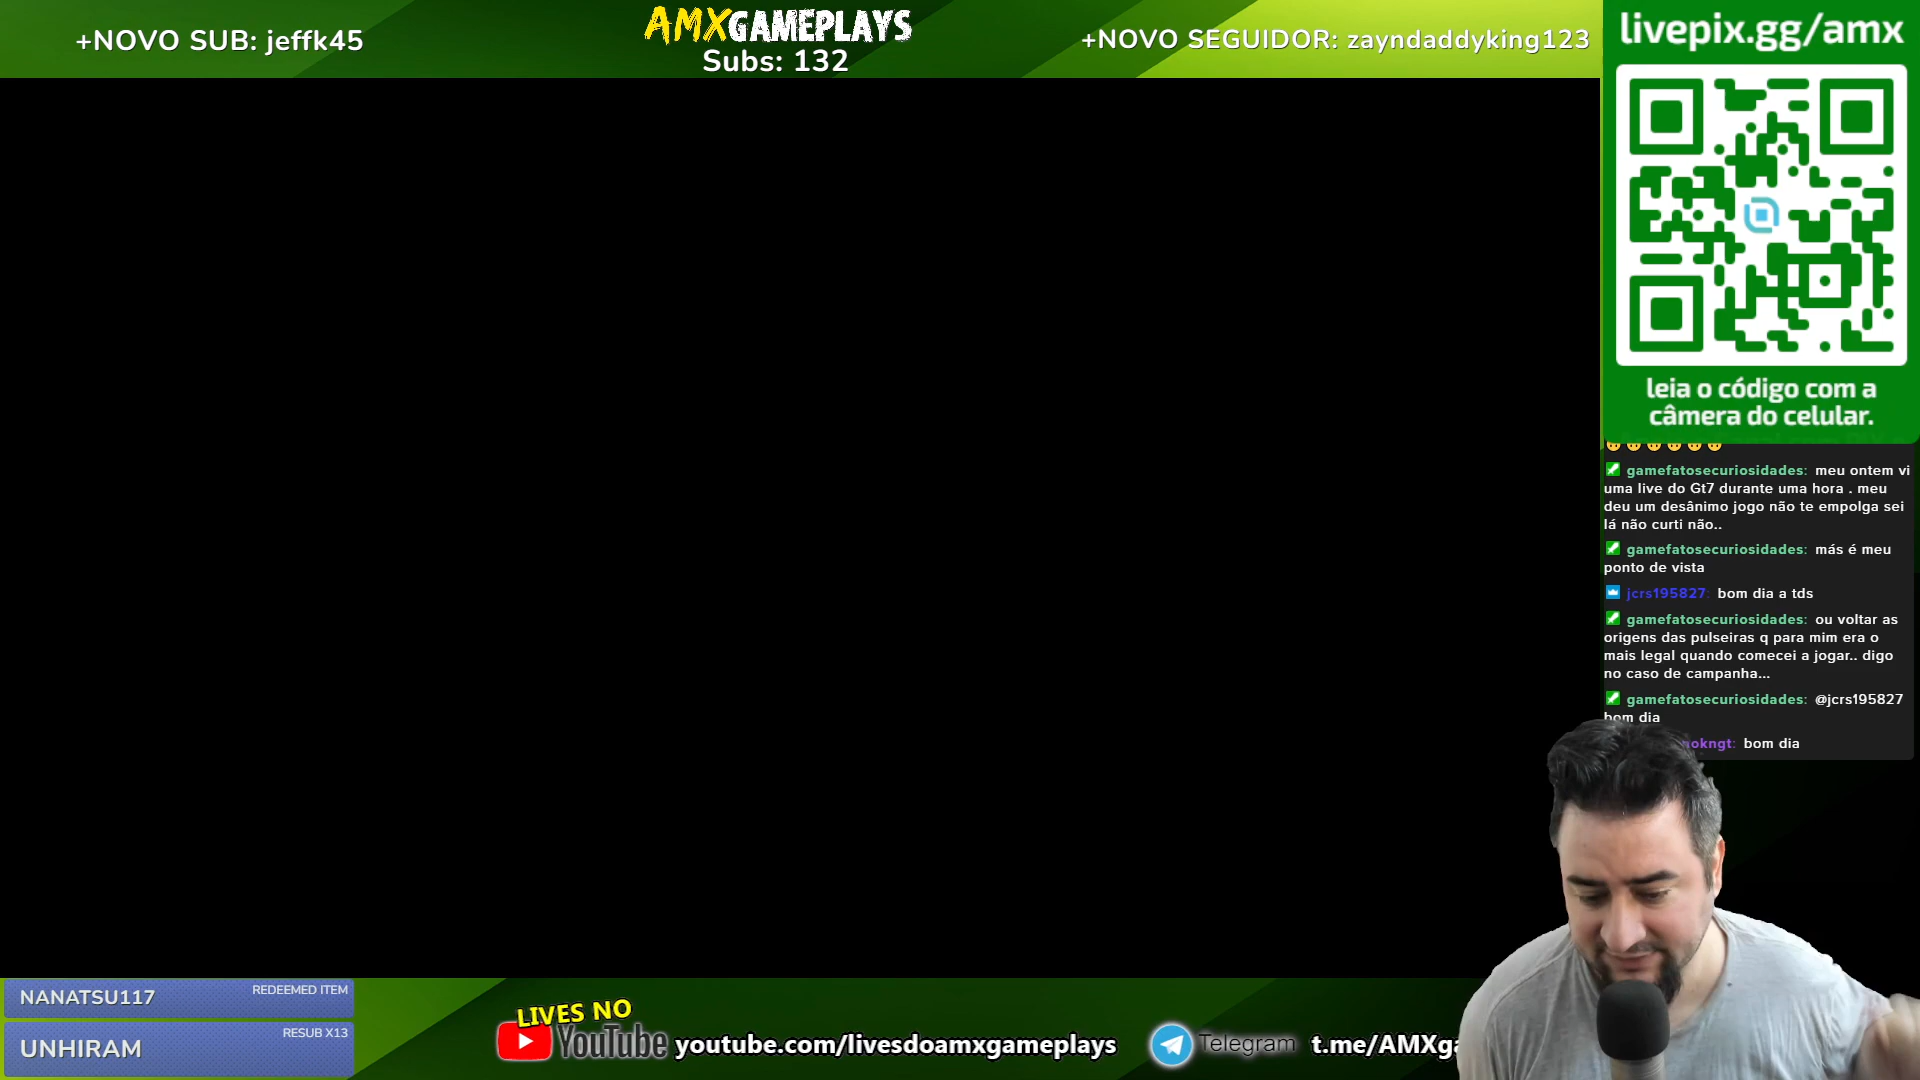 +NOVO SUB: jeffk45
AMXGAMEPLAYS
Subs: 132
+NOVO SEGUIDOR: zayndaddyking123
livepix.gg/amx
leia o código com a
câmera do celular.
gamefatosecuriosidades: meu ontem vi
uma live do Gt7 durante uma hora . meu
deu um desânimo jogo não te empolga sei
lá não curti não..
gamefatosecuriosidades: más é meu
ponto de vista
jcrs195827: bom dia a tds
gamefatosecuriosidades: ou voltar as
origens das pulseiras q para mim era o
mais legal quando comecei a jogar.. digo
no caso de campanha...
gamefatosecuriosidades: @jcrs195827
bom dia
okngt: bom dia
NANATSU117
REDEEMED ITEM
UNHIRAM
RESUB X13
LIVES NO
YouTube
youtube.com/livesdoamxgameplays
Telegram
t.me/AMXga